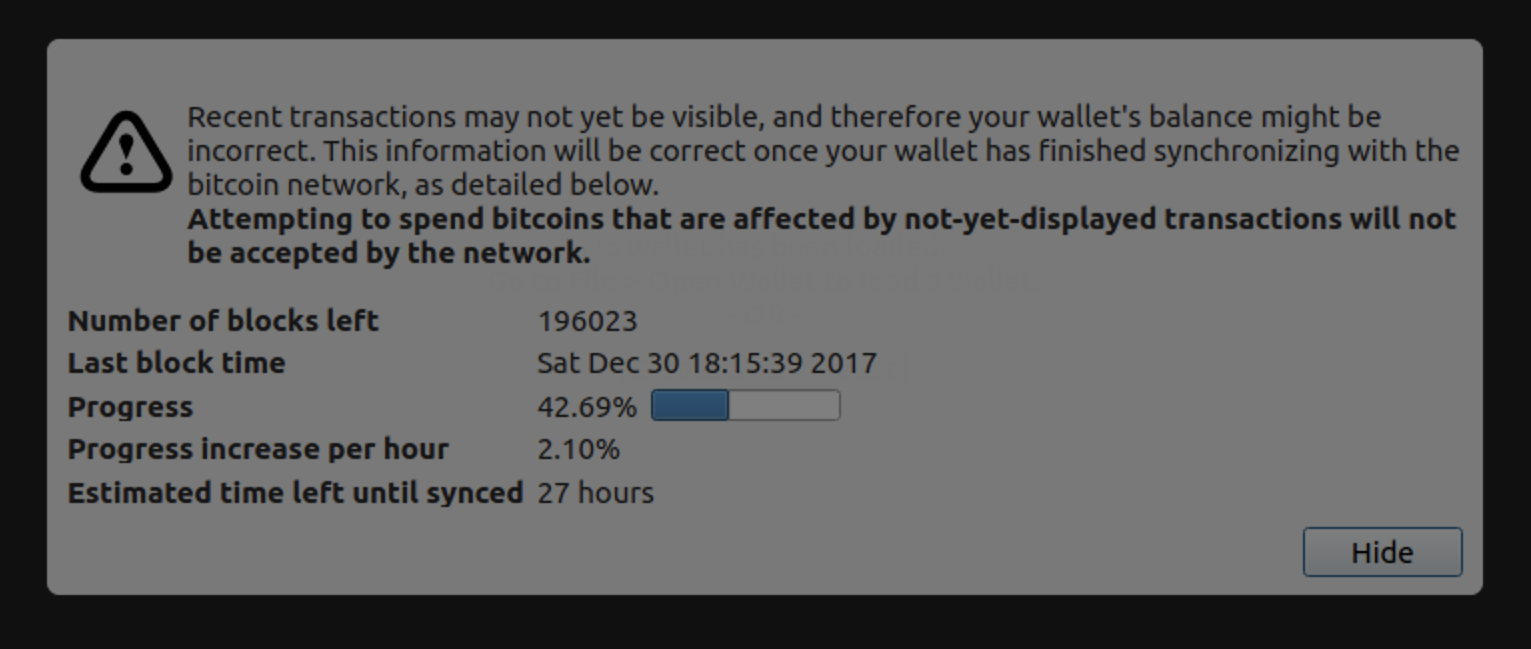 Recent transactions may not yet be visible, and therefore your wallet's balance might be
incorrect. This information will be correct once your wallet has finished synchronizing with the
bitcoin network, as detailed below.
Attempting to spend bitcoins that are affected by not-yet-displayed transactions will not
be accepted by the network.
Number of blocks left 196023
Last block time Sat Dec 30 18:15:39 2017
Progress 42.69%
Progress increase per hour 2.10%
Estimated time left until synced 27 hours
Hide